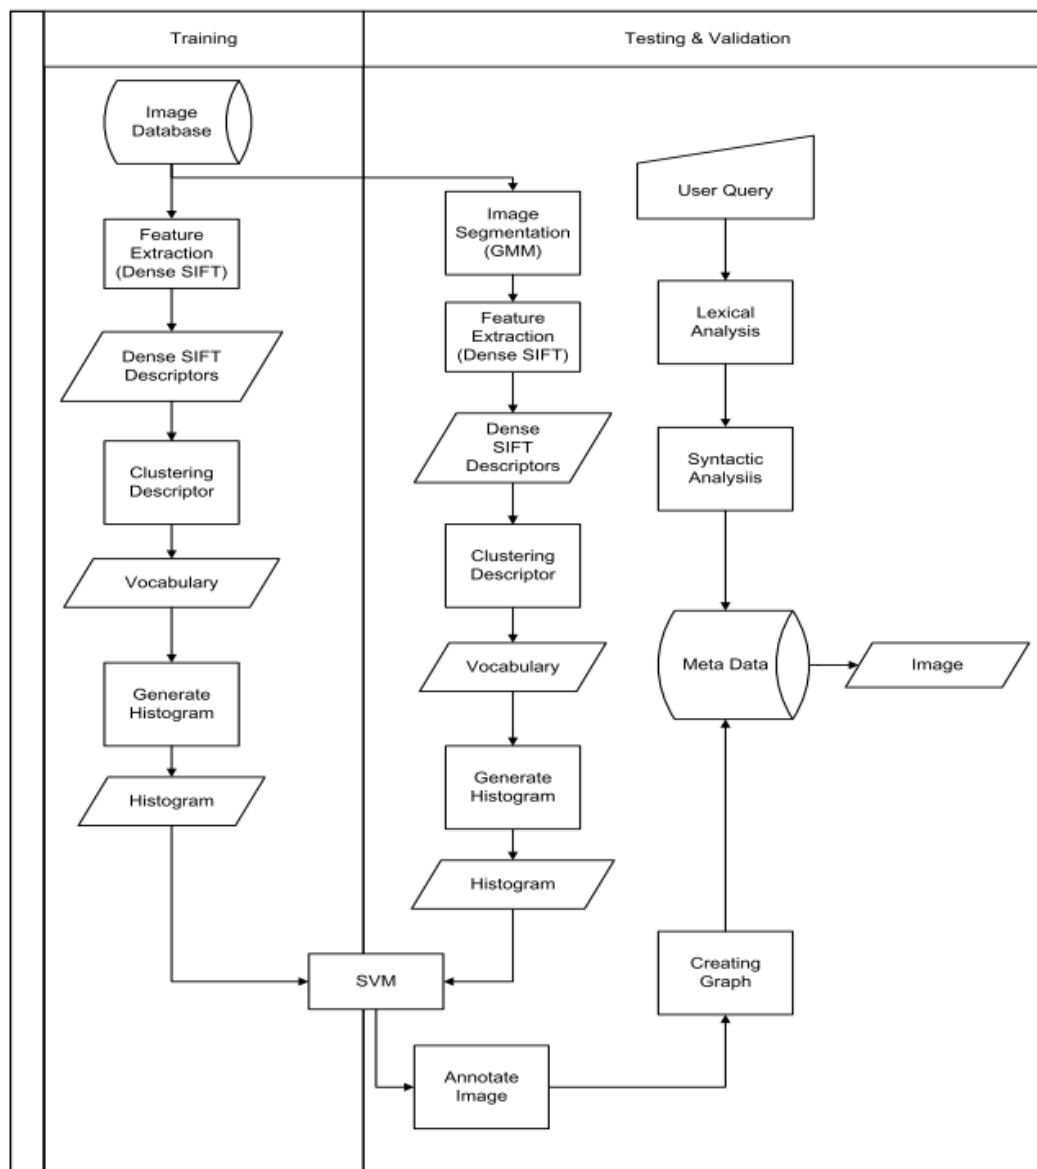 Training
Testing & Validation
Image
Database
Feature
Extraction
(Dense SIFT)
Dense SIFT
Descriptors
Clustering
Descriptor
Vocabulary
Generate
Histogram
Histogram
SVM
Image
Segmentation
(GMM)
Feature
Extraction
(Dense SIFT)
Dense
SIFT
Descriptors
Clustering
Descriptor
Vocabulary
Generate
Histogram
Histogram
Annotate
Image
User Query
Lexical
Analysis
Syntactic
Analysiis
Meta Data
Image
Creating
Graph